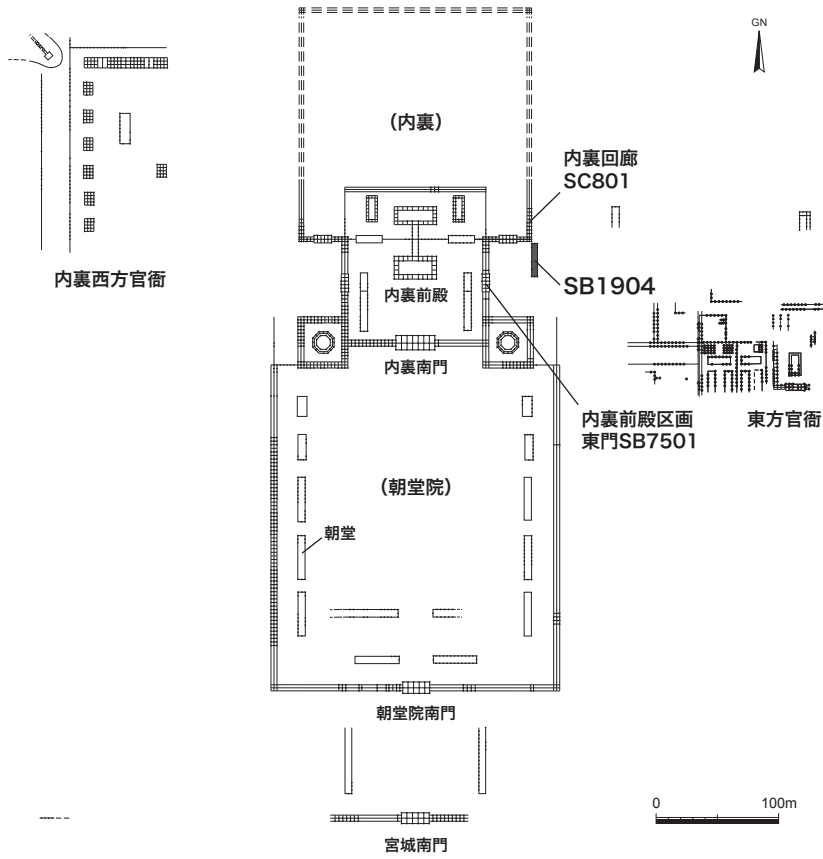 GN
（内裏）
内裏回廊
SC801
内裏西方官衙
SB1904
内裏前殿
内裏南門
内裏前殿区画
東門SB7501
東方官衙
（朝堂院）
朝堂
朝堂院南門
0 100m
宮城南門